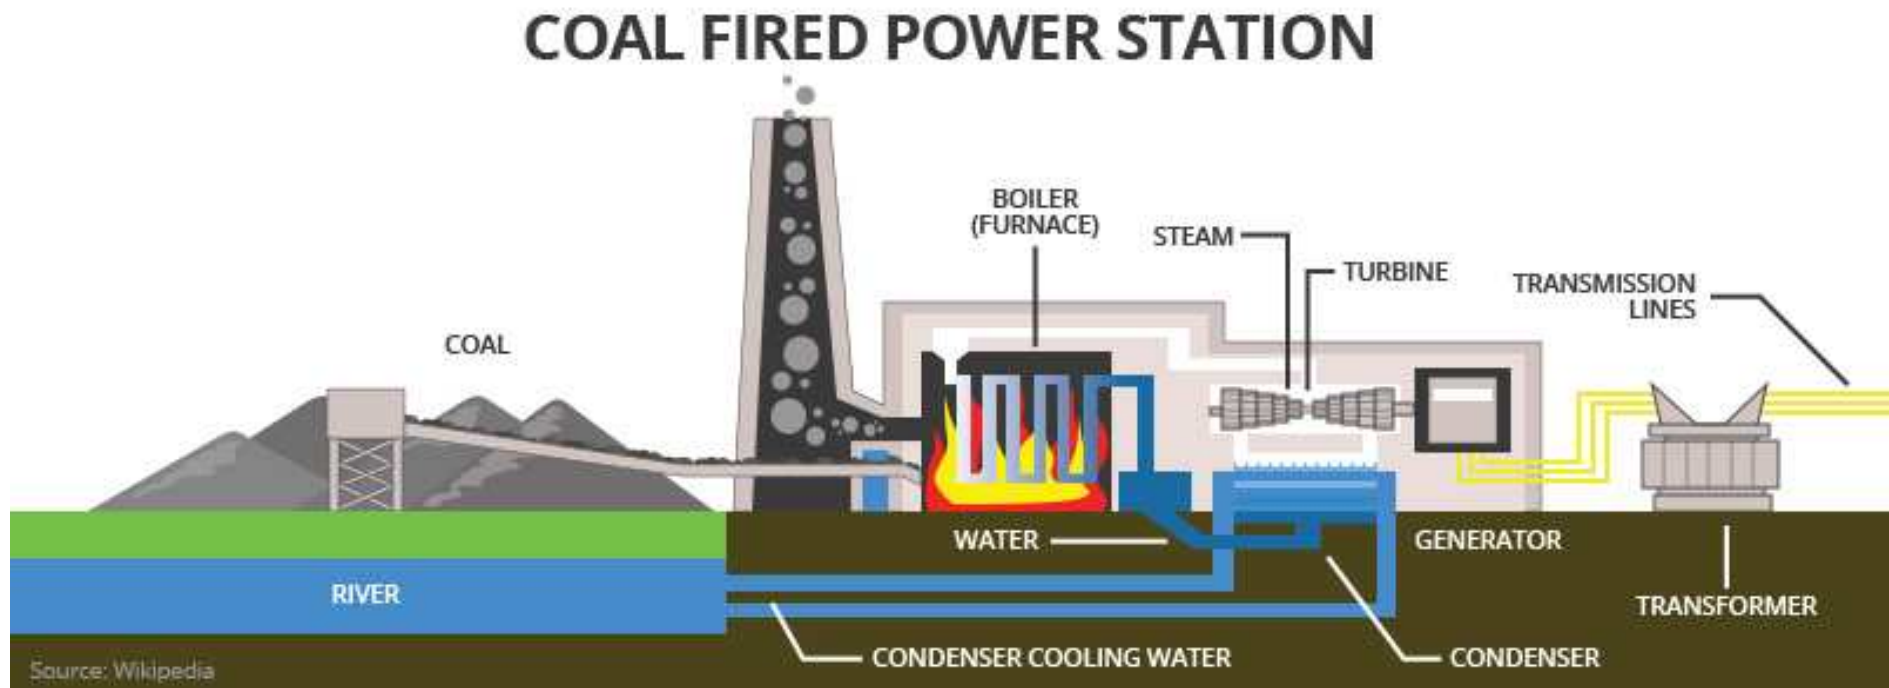 COAL FIRED POWER STATION
BOILER
(FURNACE)
STEAM
TURBINE
TRANSMISSION
LINES
COAL
WATER
GENERATOR
RIVER
TRANSFORMER
CONDENSER COOLING WATER
CONDENSER
Source: Wikipedia